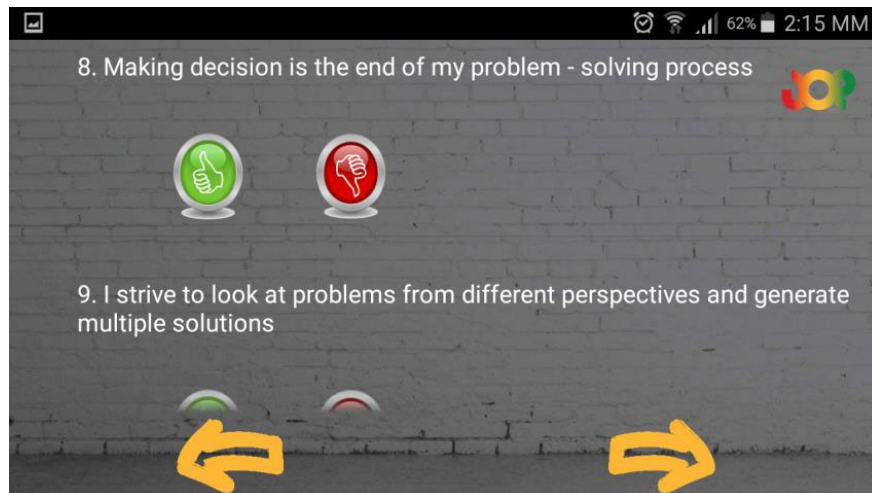 62% 2:15 MM
8. Making decision is the end of my problem - solving process
JOP
9. I strive to look at problems from different perspectives and generate
multiple solutions